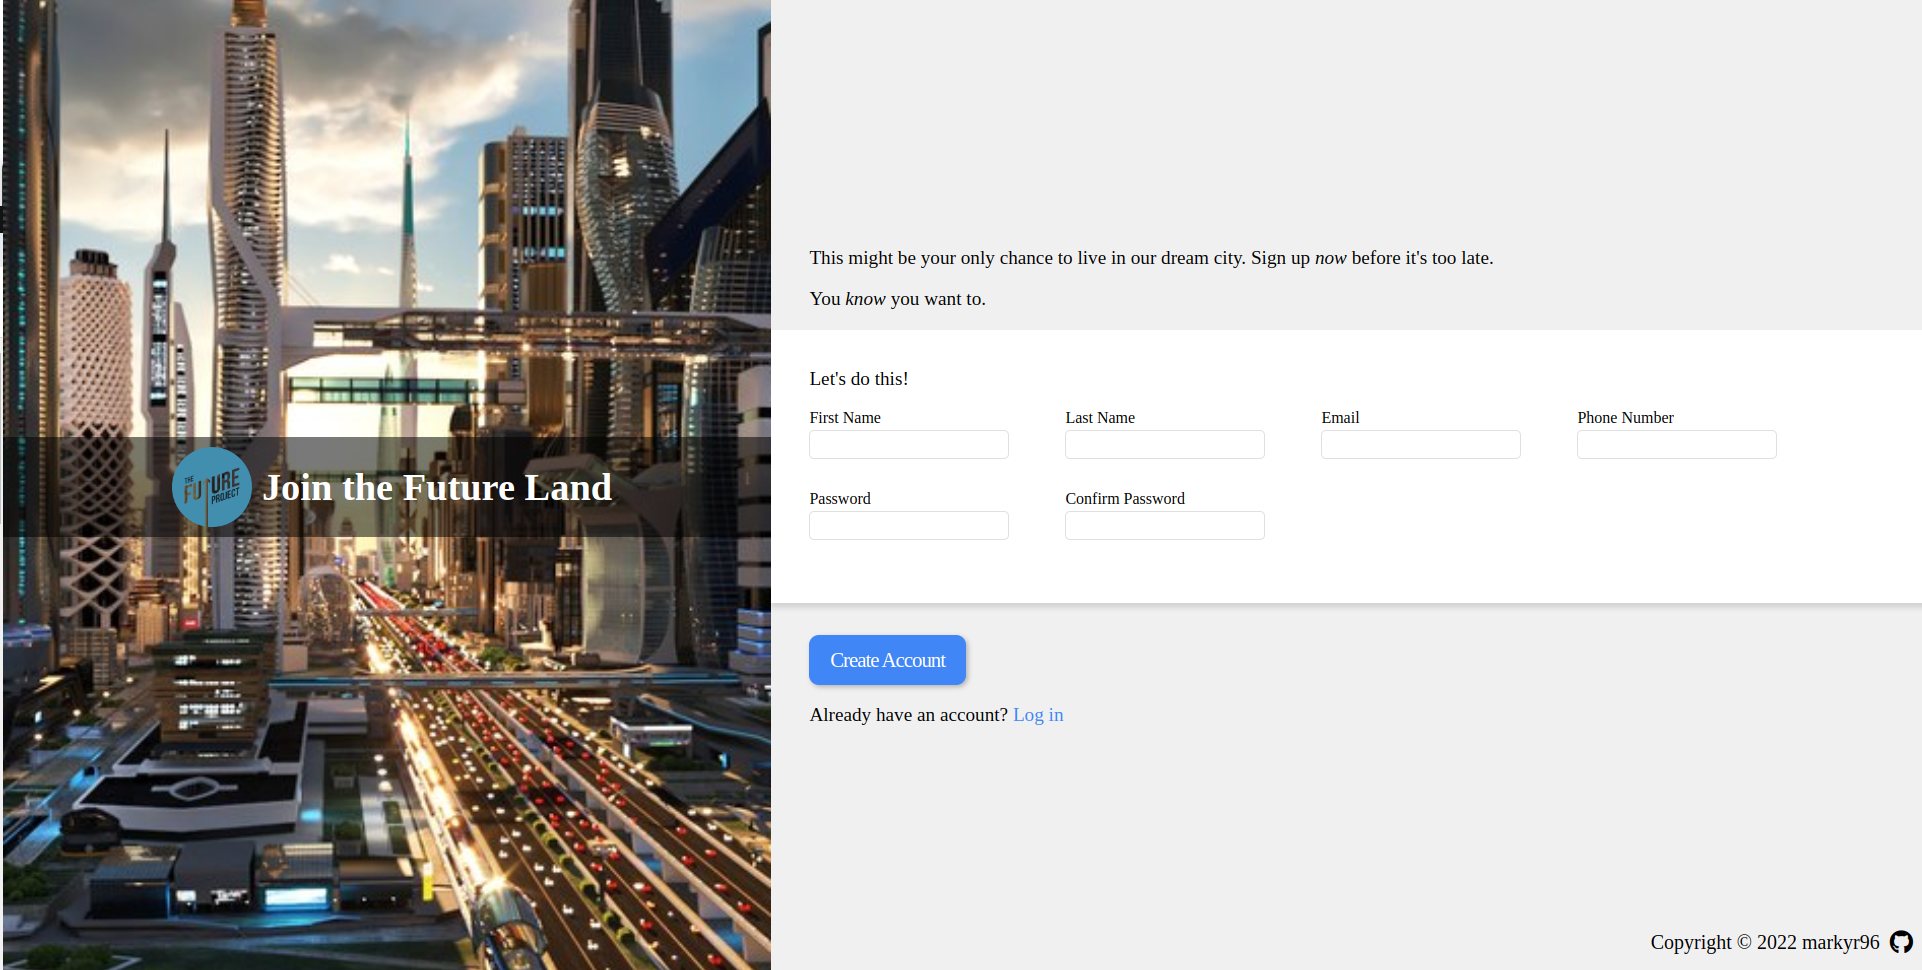 THE
FUTURE
PROJECT
Join the Future Land
This might be your only chance to live in our dream city. Sign up now before it's too late.
You know you want to.
Let's do this!
First Name
Last Name
Email
Phone Number
Password
Confirm Password
Create Account
Already have an account? Log in
Copyright © 2022 markyr96